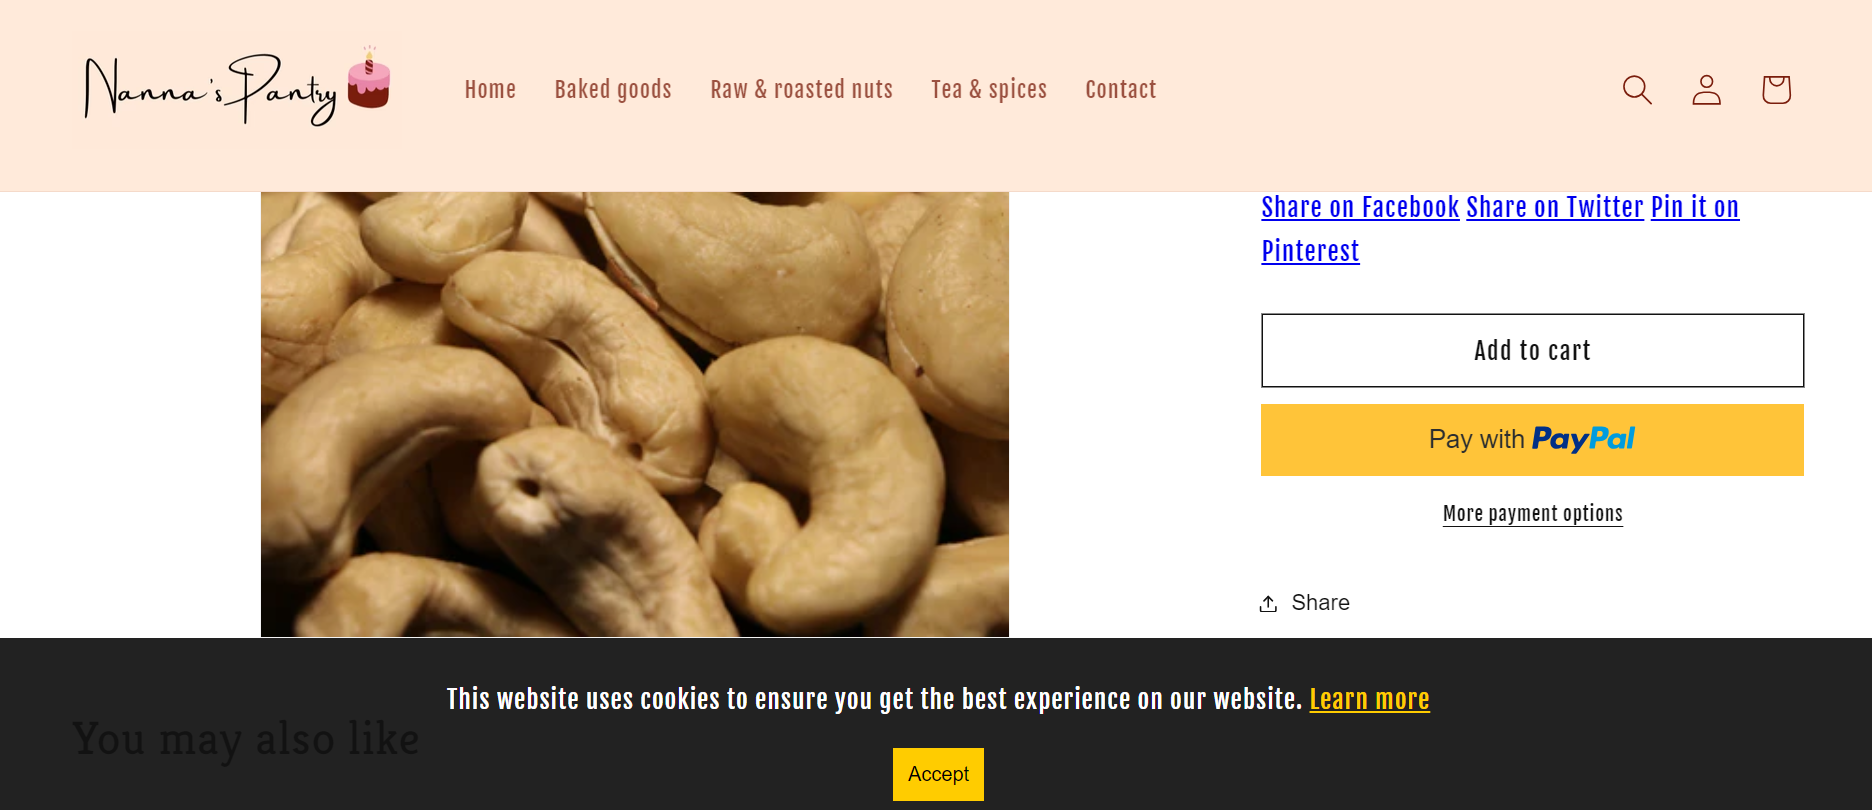 Nanna's Pantry
Home Baked goods Raw & roasted nuts Tea & spices Contact
Share on Facebook Share on Twitter Pin it on
Pinterest
Add to cart
Pay with PayPal
More payment options
Share
This website uses cookies to ensure you get the best experience on our website. Learn more
You may also like
Accept